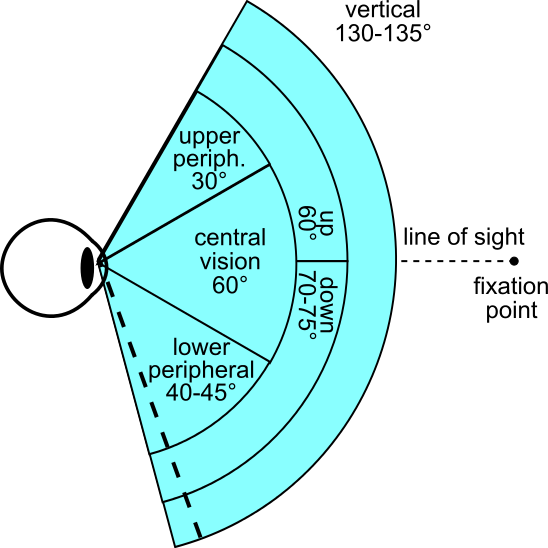 vertical
130-135°
upper
periph.
30°
up
60°
line of sight
central
vision
60°
fixation
point
down
70-75°
lower
peripheral
40-45°